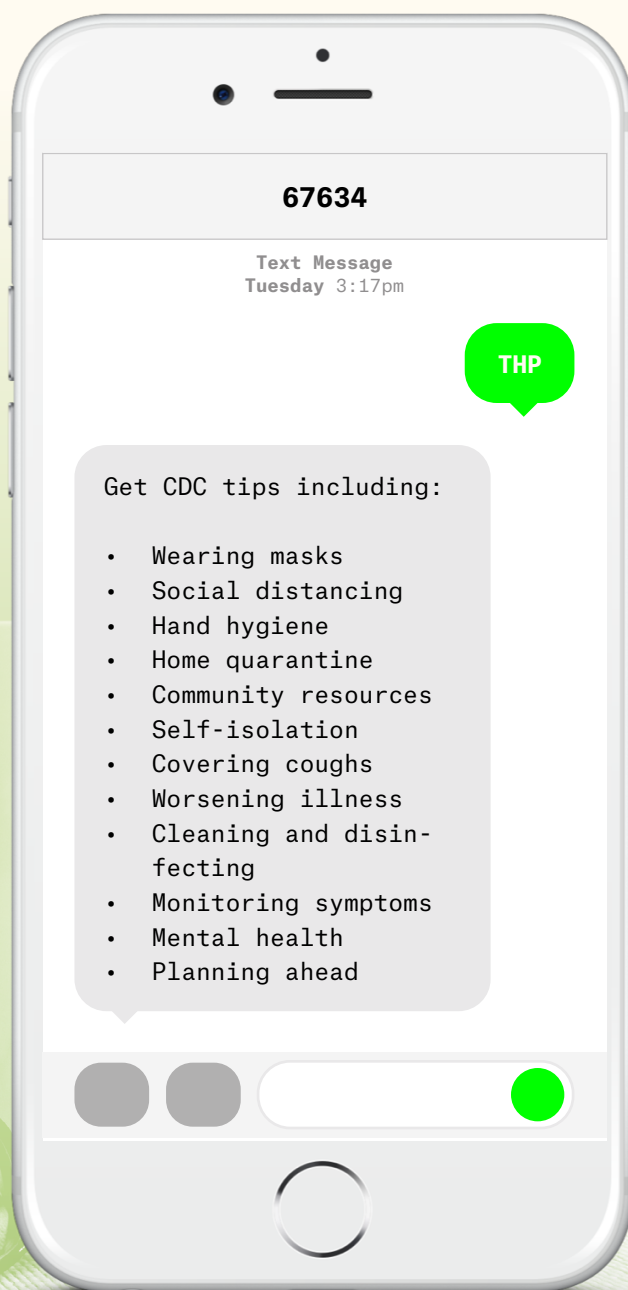 67634
Text Message
Tuesday 3:17pm
THP
Get CDC tips including:
• Wearing masks
• Social distancing
• Hand hygiene
• Home quarantine
• Community resources
• Self-isolation
• Covering coughs
• Worsening illness
• Cleaning and disin-
fecting
• Monitoring symptoms
• Mental health
• Planning ahead